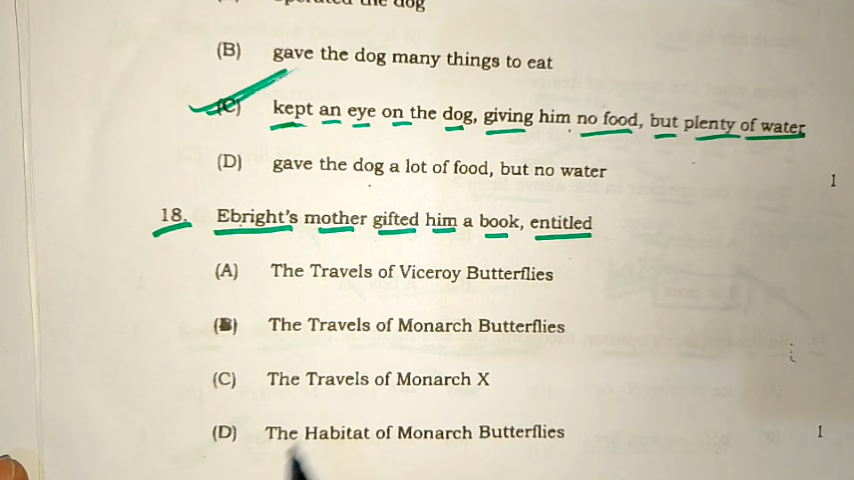 operated the dog
(B) gave the dog many things to eat
(C) kept an eye on the dog, giving him no food, but plenty of water
(D) gave the dog a lot of food, but no water
1
18. Ebright's mother gifted him a book, entitled
(A) The Travels of Viceroy Butterflies
(B) The Travels of Monarch Butterflies
(C) The Travels of Monarch X
(D) The Habitat of Monarch Butterflies
1